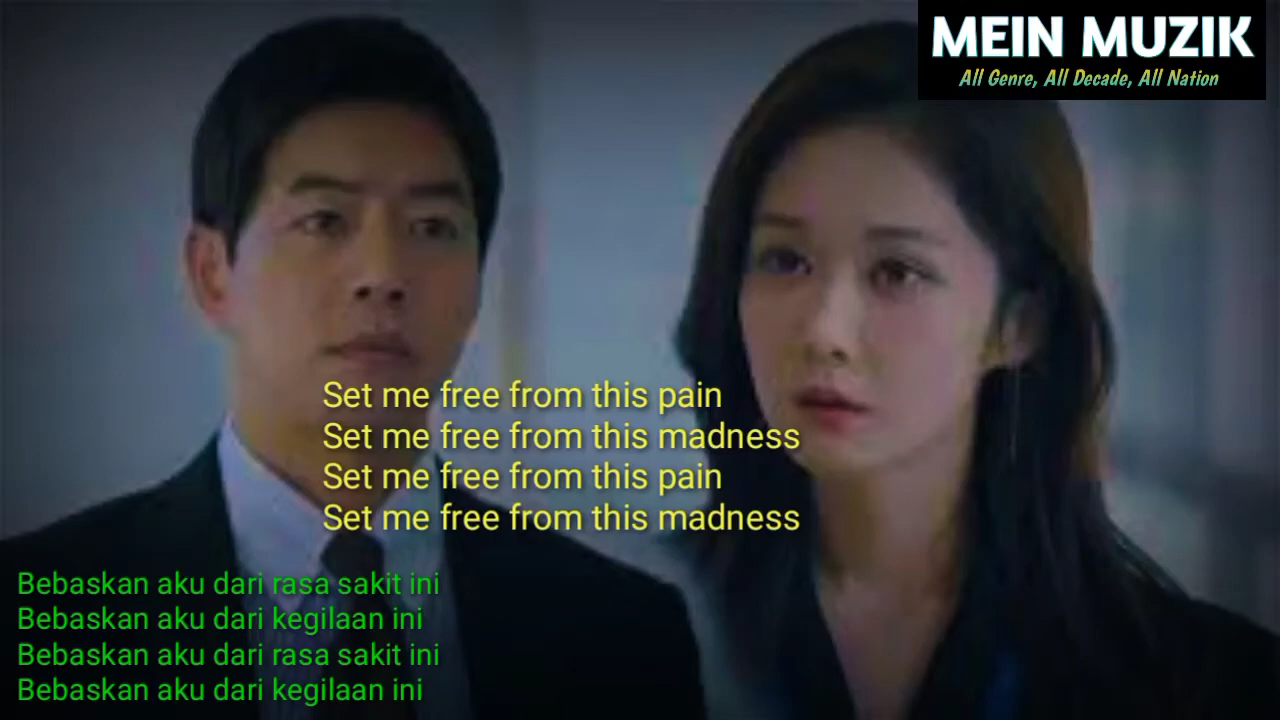 MEIN MUZIK
All Genre, All Decade, All Nation
Set me free from this pain
Set me free from this madness
Set me free from this pain
Set me free from this madness
Bebaskan aku dari rasa sakit ini
Bebaskan aku dari kegilaan ini
Bebaskan aku dari rasa sakit ini
Bebaskan aku dari kegilaan ini